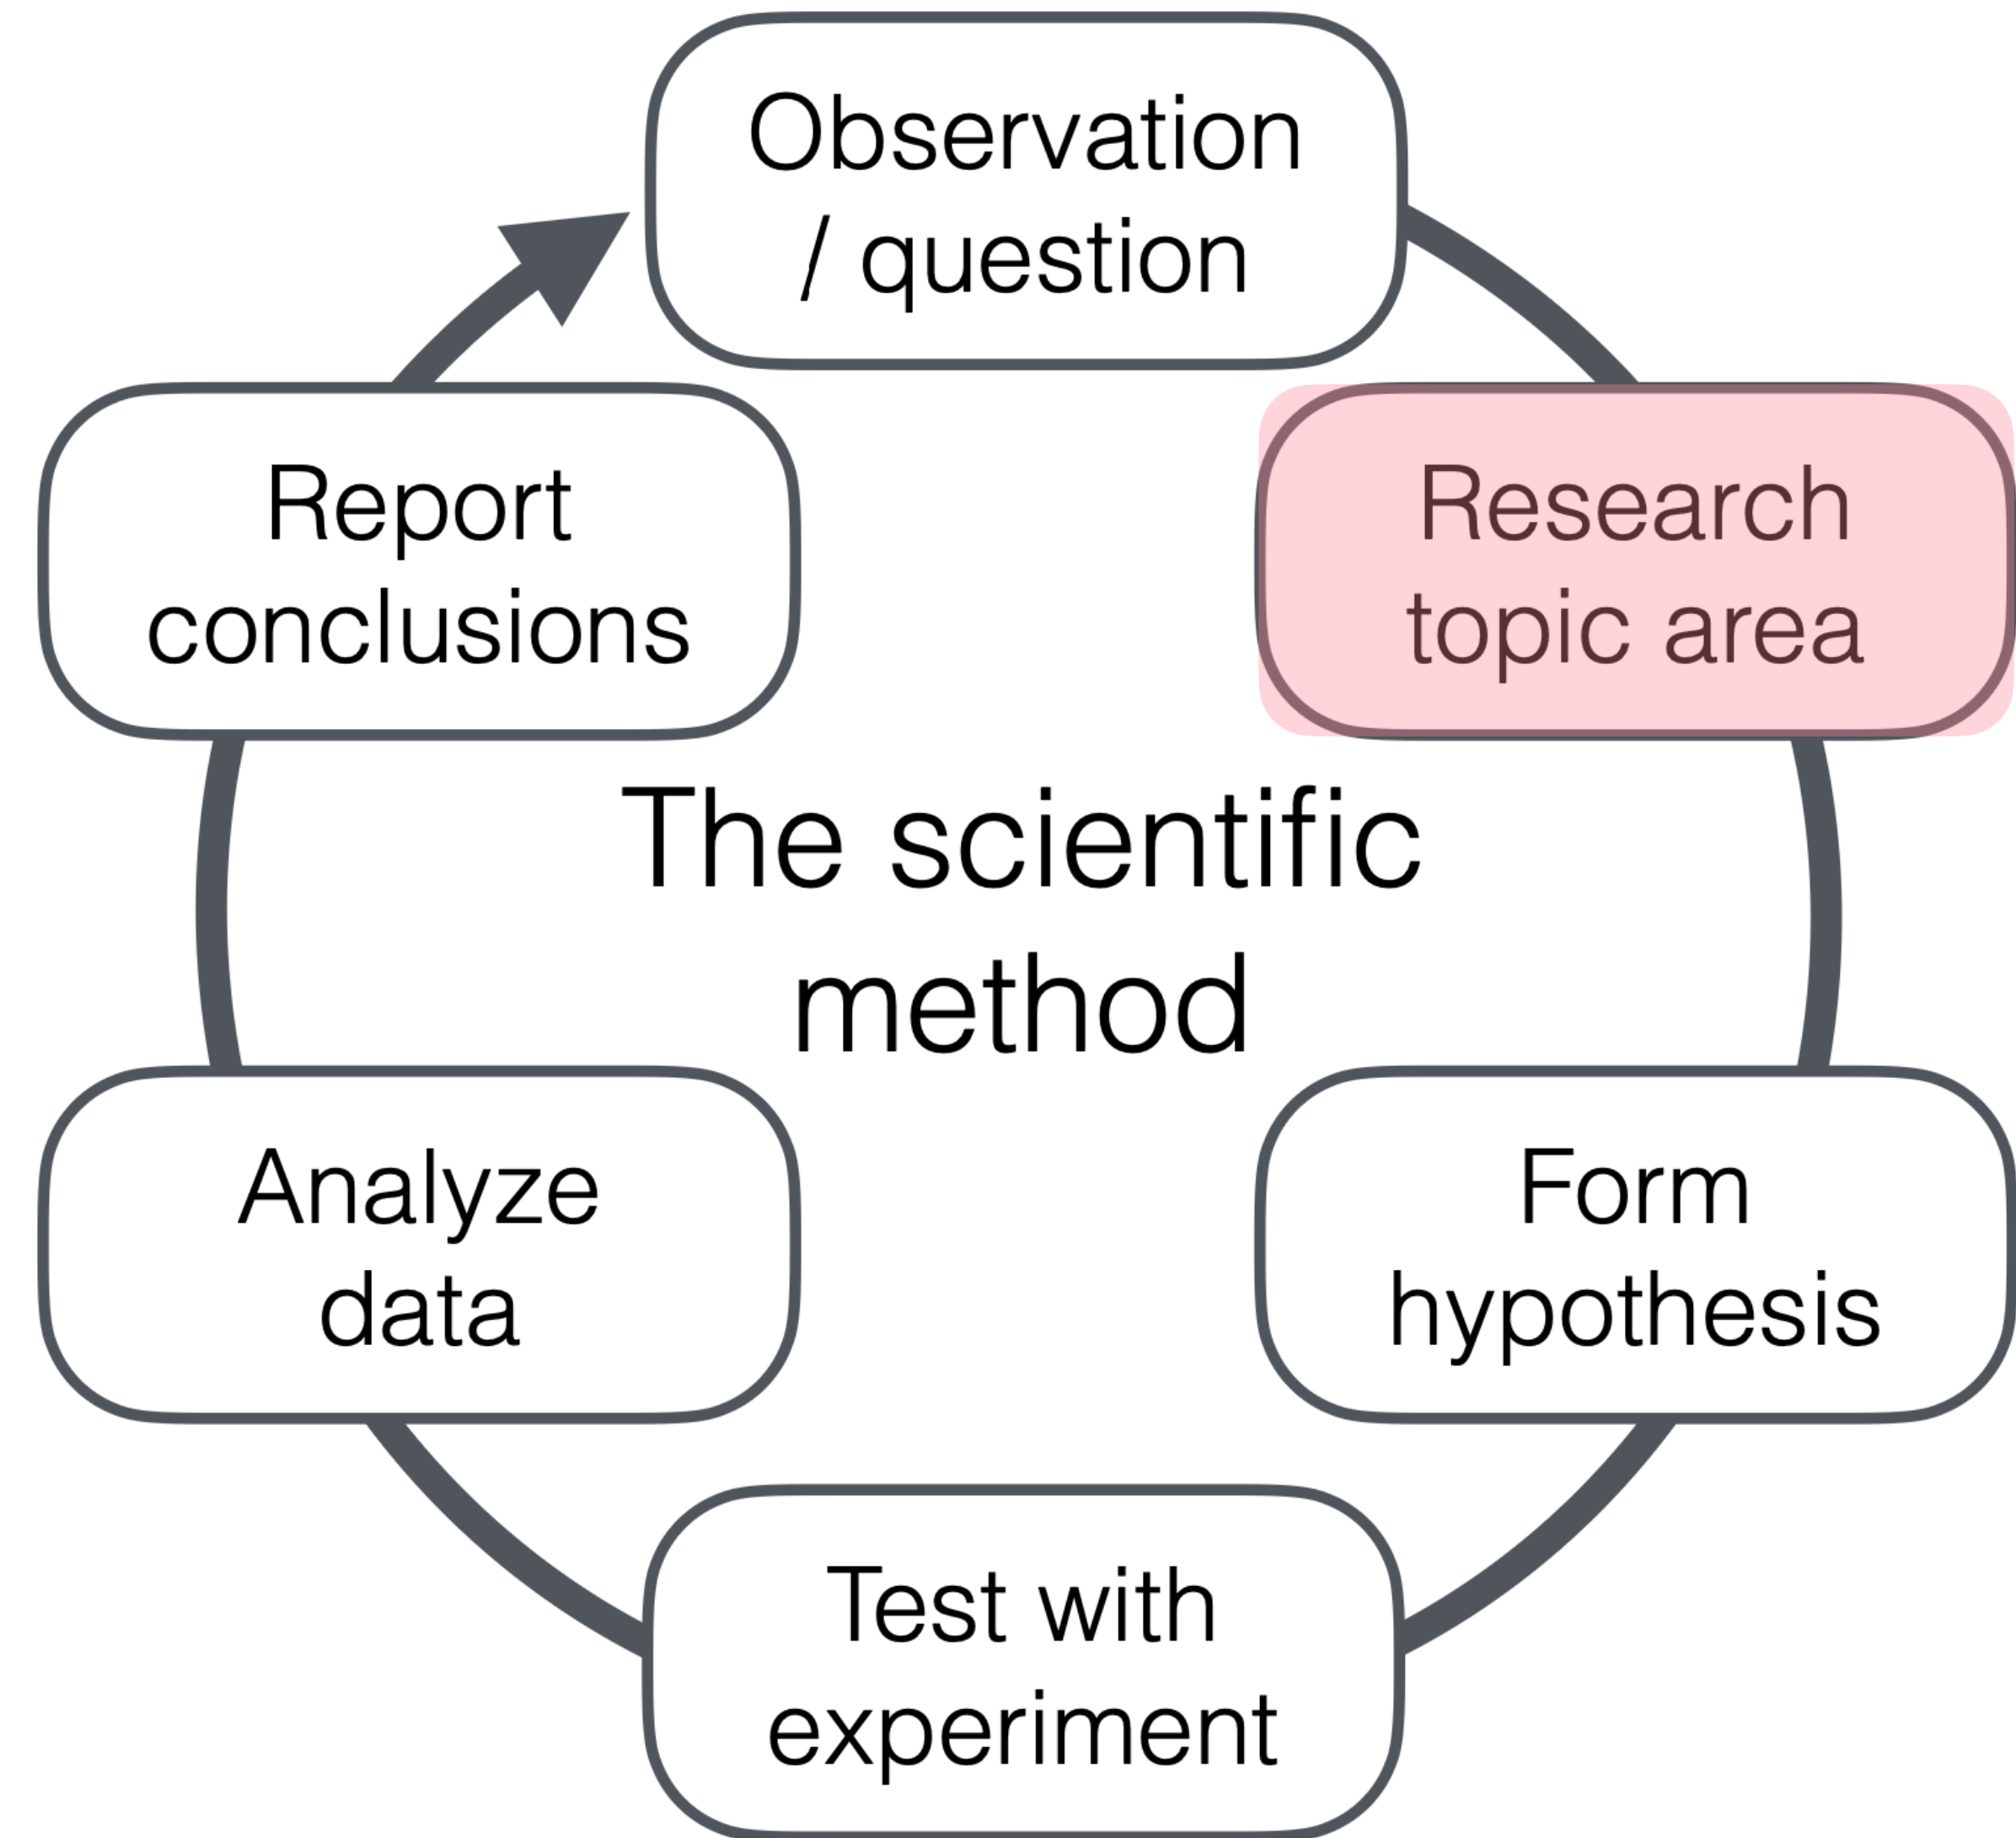 Observation
/ question
Research
topic area
Form
hypothesis
Test with
experiment
Analyze
data
Report
conclusions
The scientific
method